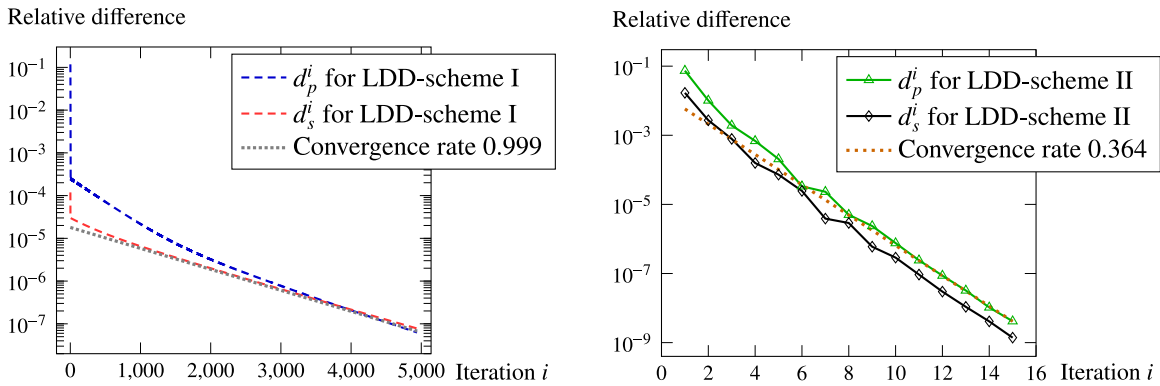 Relative difference
10^{-1}
10^{-2}
10^{-3}
10^{-4}
10^{-5}
10^{-6}
10^{-7}
d_p^i for LDD-scheme I
d_s^i for LDD-scheme I
Convergence rate 0.999
0 1,000 2,000 3,000 4,000 5,000 Iteration i
Relative difference
10^{-1}
10^{-3}
10^{-5}
10^{-7}
10^{-9}
d_p^i for LDD-scheme II
d_s^i for LDD-scheme II
Convergence rate 0.364
0 2 4 6 8 10 12 14 16 Iteration i